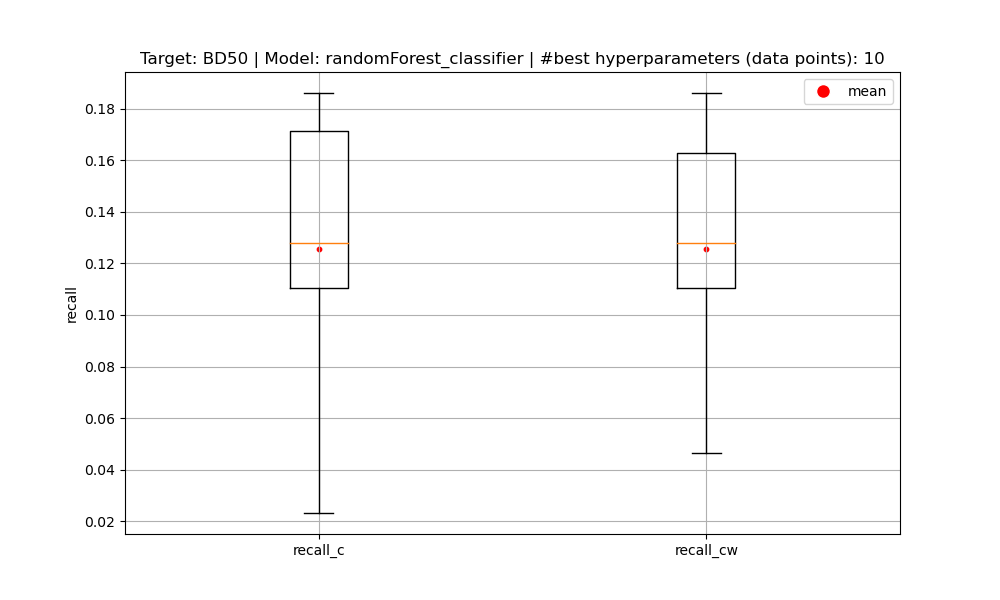 Target: BD50 | Model: randomForest_classifier | #best hyperparameters (data points): 10
mean
0.18
0.16
0.14
0.12
0.10
0.08
0.06
0.04
0.02
recall
recall_c
recall_cw